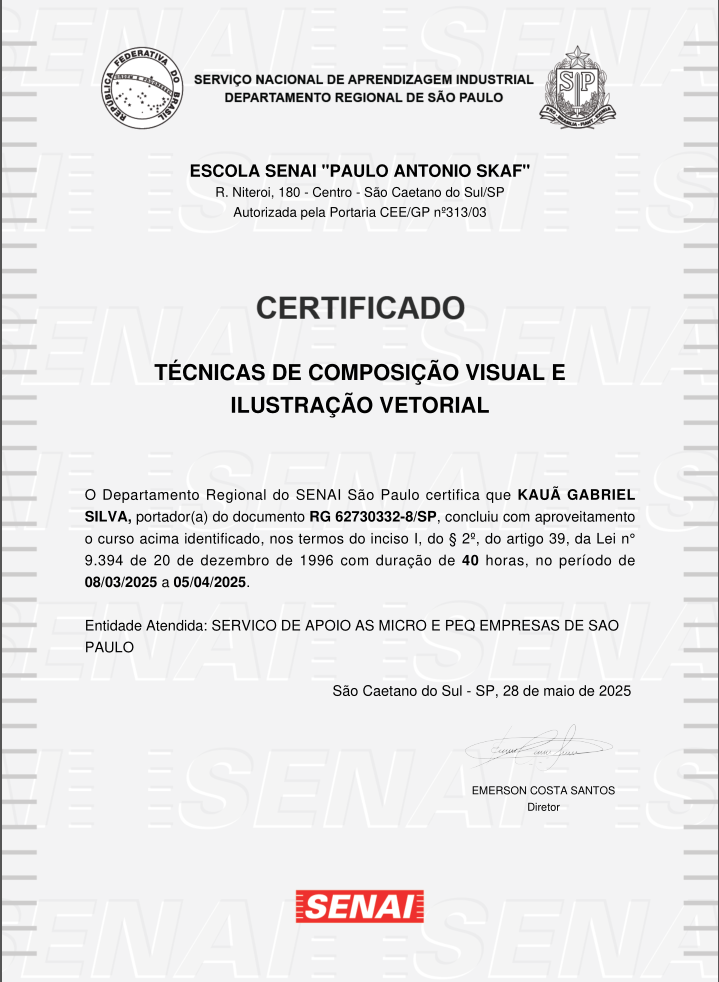 REPÚBLICA FEDERATIVA DO BRASIL
ORDEM E PROGRESSO
SERVIÇO NACIONAL DE APRENDIZAGEM INDUSTRIAL
DEPARTAMENTO REGIONAL DE SÃO PAULO
SP
ESCOLA SENAI "PAULO ANTONIO SKAF"
R. Niteroi, 180 - Centro - São Caetano do Sul/SP
Autorizada pela Portaria CEE/GP nº313/03
CERTIFICADO
TÉCNICAS DE COMPOSIÇÃO VISUAL E
ILUSTRAÇÃO VETORIAL
O Departamento Regional do SENAI São Paulo certifica que KAUÃ GABRIEL
SILVA, portador(a) do documento RG 62730332-8/SP, concluiu com aproveitamento
o curso acima identificado, nos termos do inciso I, do § 2º, do artigo 39, da Lei n°
9.394 de 20 de dezembro de 1996 com duração de 40 horas, no período de
08/03/2025 a 05/04/2025.
Entidade Atendida: SERVICO DE APOIO AS MICRO E PEQ EMPRESAS DE SAO
PAULO
São Caetano do Sul - SP, 28 de maio de 2025
EMERSON COSTA SANTOS
Diretor
SENAI